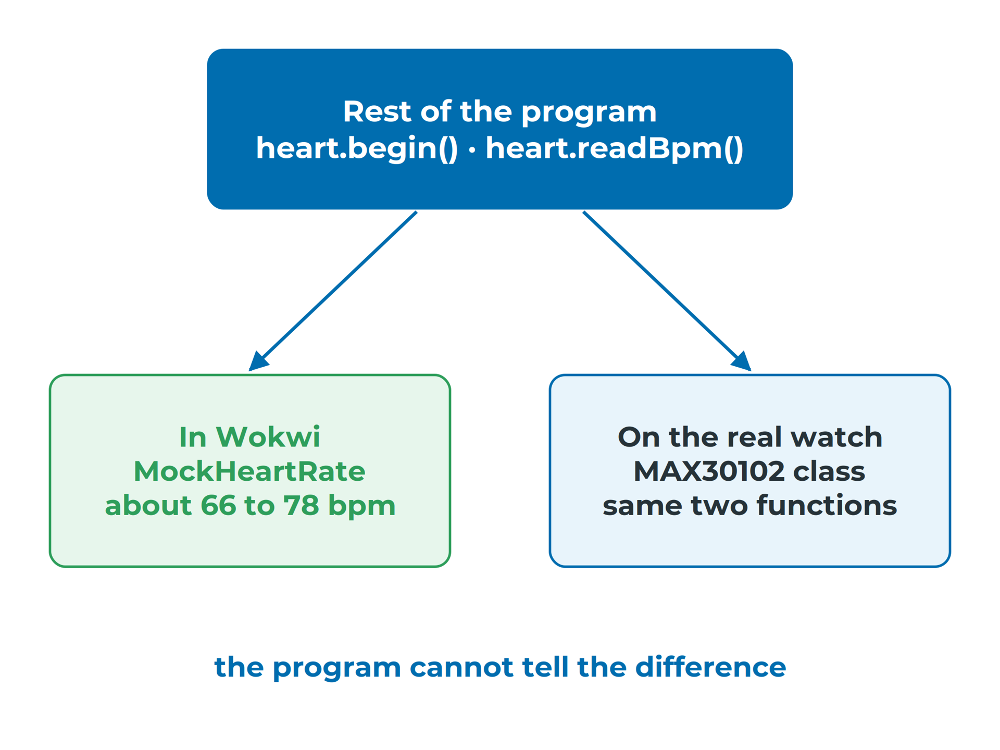 Rest of the program
heart.begin() · heart.readBpm()
In Wokwi
MockHeartRate
about 66 to 78 bpm
On the real watch
MAX30102 class
same two functions
the program cannot tell the difference